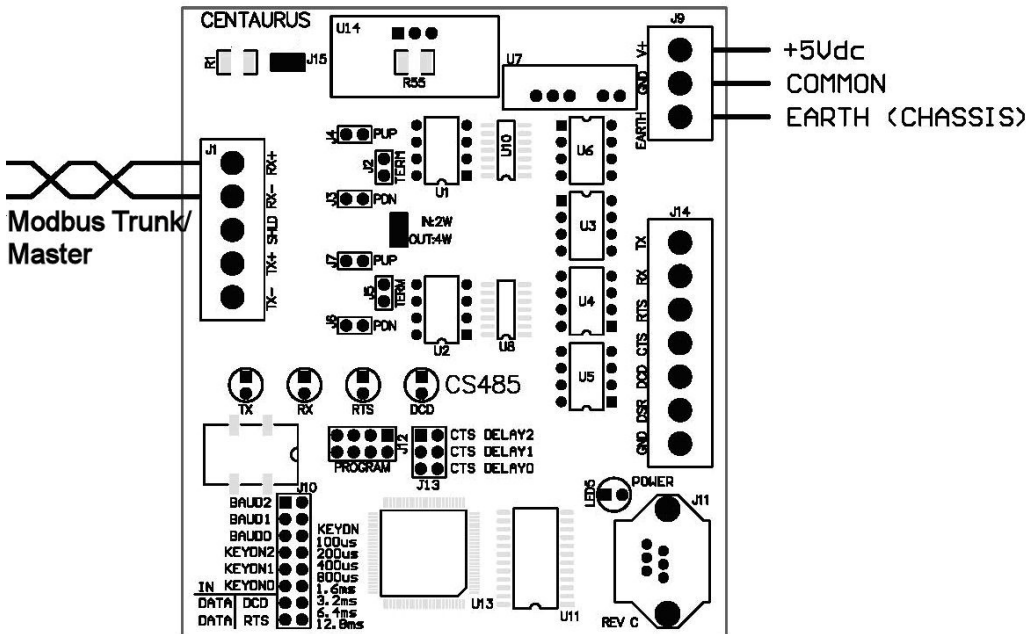 CENTAURUS
U14
J9
R1
J15
R55
U7
V+
+5Vdc
GND
COMMON
EARTH
EARTH (CHASSIS)
J4
PUP
J2
TERM
J3
PDN
U1
U10
U6
J1
RX+
RX-
SHLD
TX+
TX-
Modbus Trunk/
Master
IN:2W
OUT:4W
U3
J14
TX
RX
RTS
CTS
DCD
DSR
GND
J7
PUP
J5
TERM
J6
PDN
U2
U8
U4
U5
TX
RX
RTS
DCD
CS485
J12
PROGRAM
CTS DELAY2
CTS DELAY1
CTS DELAY0
J13
J10
BAUD2
BAUD1
BAUD0
KEYON2
KEYON1
IN KEYON0
DATA DCD
DATA RTS
KEYON
100us
200us
400us
800us
1.6ms
3.2ms
6.4ms
12.8ms
U13
U11
LED5
POWER
J11
REV C